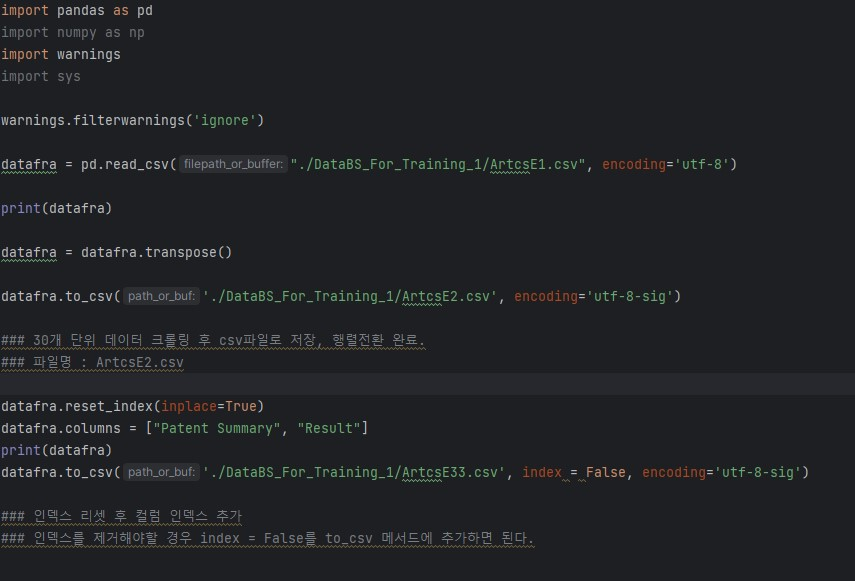 import pandas as pd
import numpy as np
import warnings
import sys
warnings.filterwarnings('ignore')
datafra = pd.read_csv(filepath_or_buffer: "./DataBS_For_Training_1/ArtcsE1.csv", encoding='utf-8')
print(datafra)
datafra = datafra.transpose()
datafra.to_csv(path_or_buf: './DataBS_For_Training_1/ArtcsE2.csv', encoding='utf-8-sig')
### 30개 단위 데이터 크롤링 후 csv파일로 저장, 행렬전환 완료.
### 파일명 : ArtcsE2.csv
datafra.reset_index(inplace=True)
datafra.columns = ["Patent Summary", "Result"]
print(datafra)
datafra.to_csv(path_or_buf: './DataBS_For_Training_1/ArtcsE33.csv', index = False, encoding='utf-8-sig')
### 인덱스 리셋 후 컬럼 인덱스 추가
### 인덱스를 제거해야할 경우 index = False를 to_csv 메서드에 추가하면 된다.